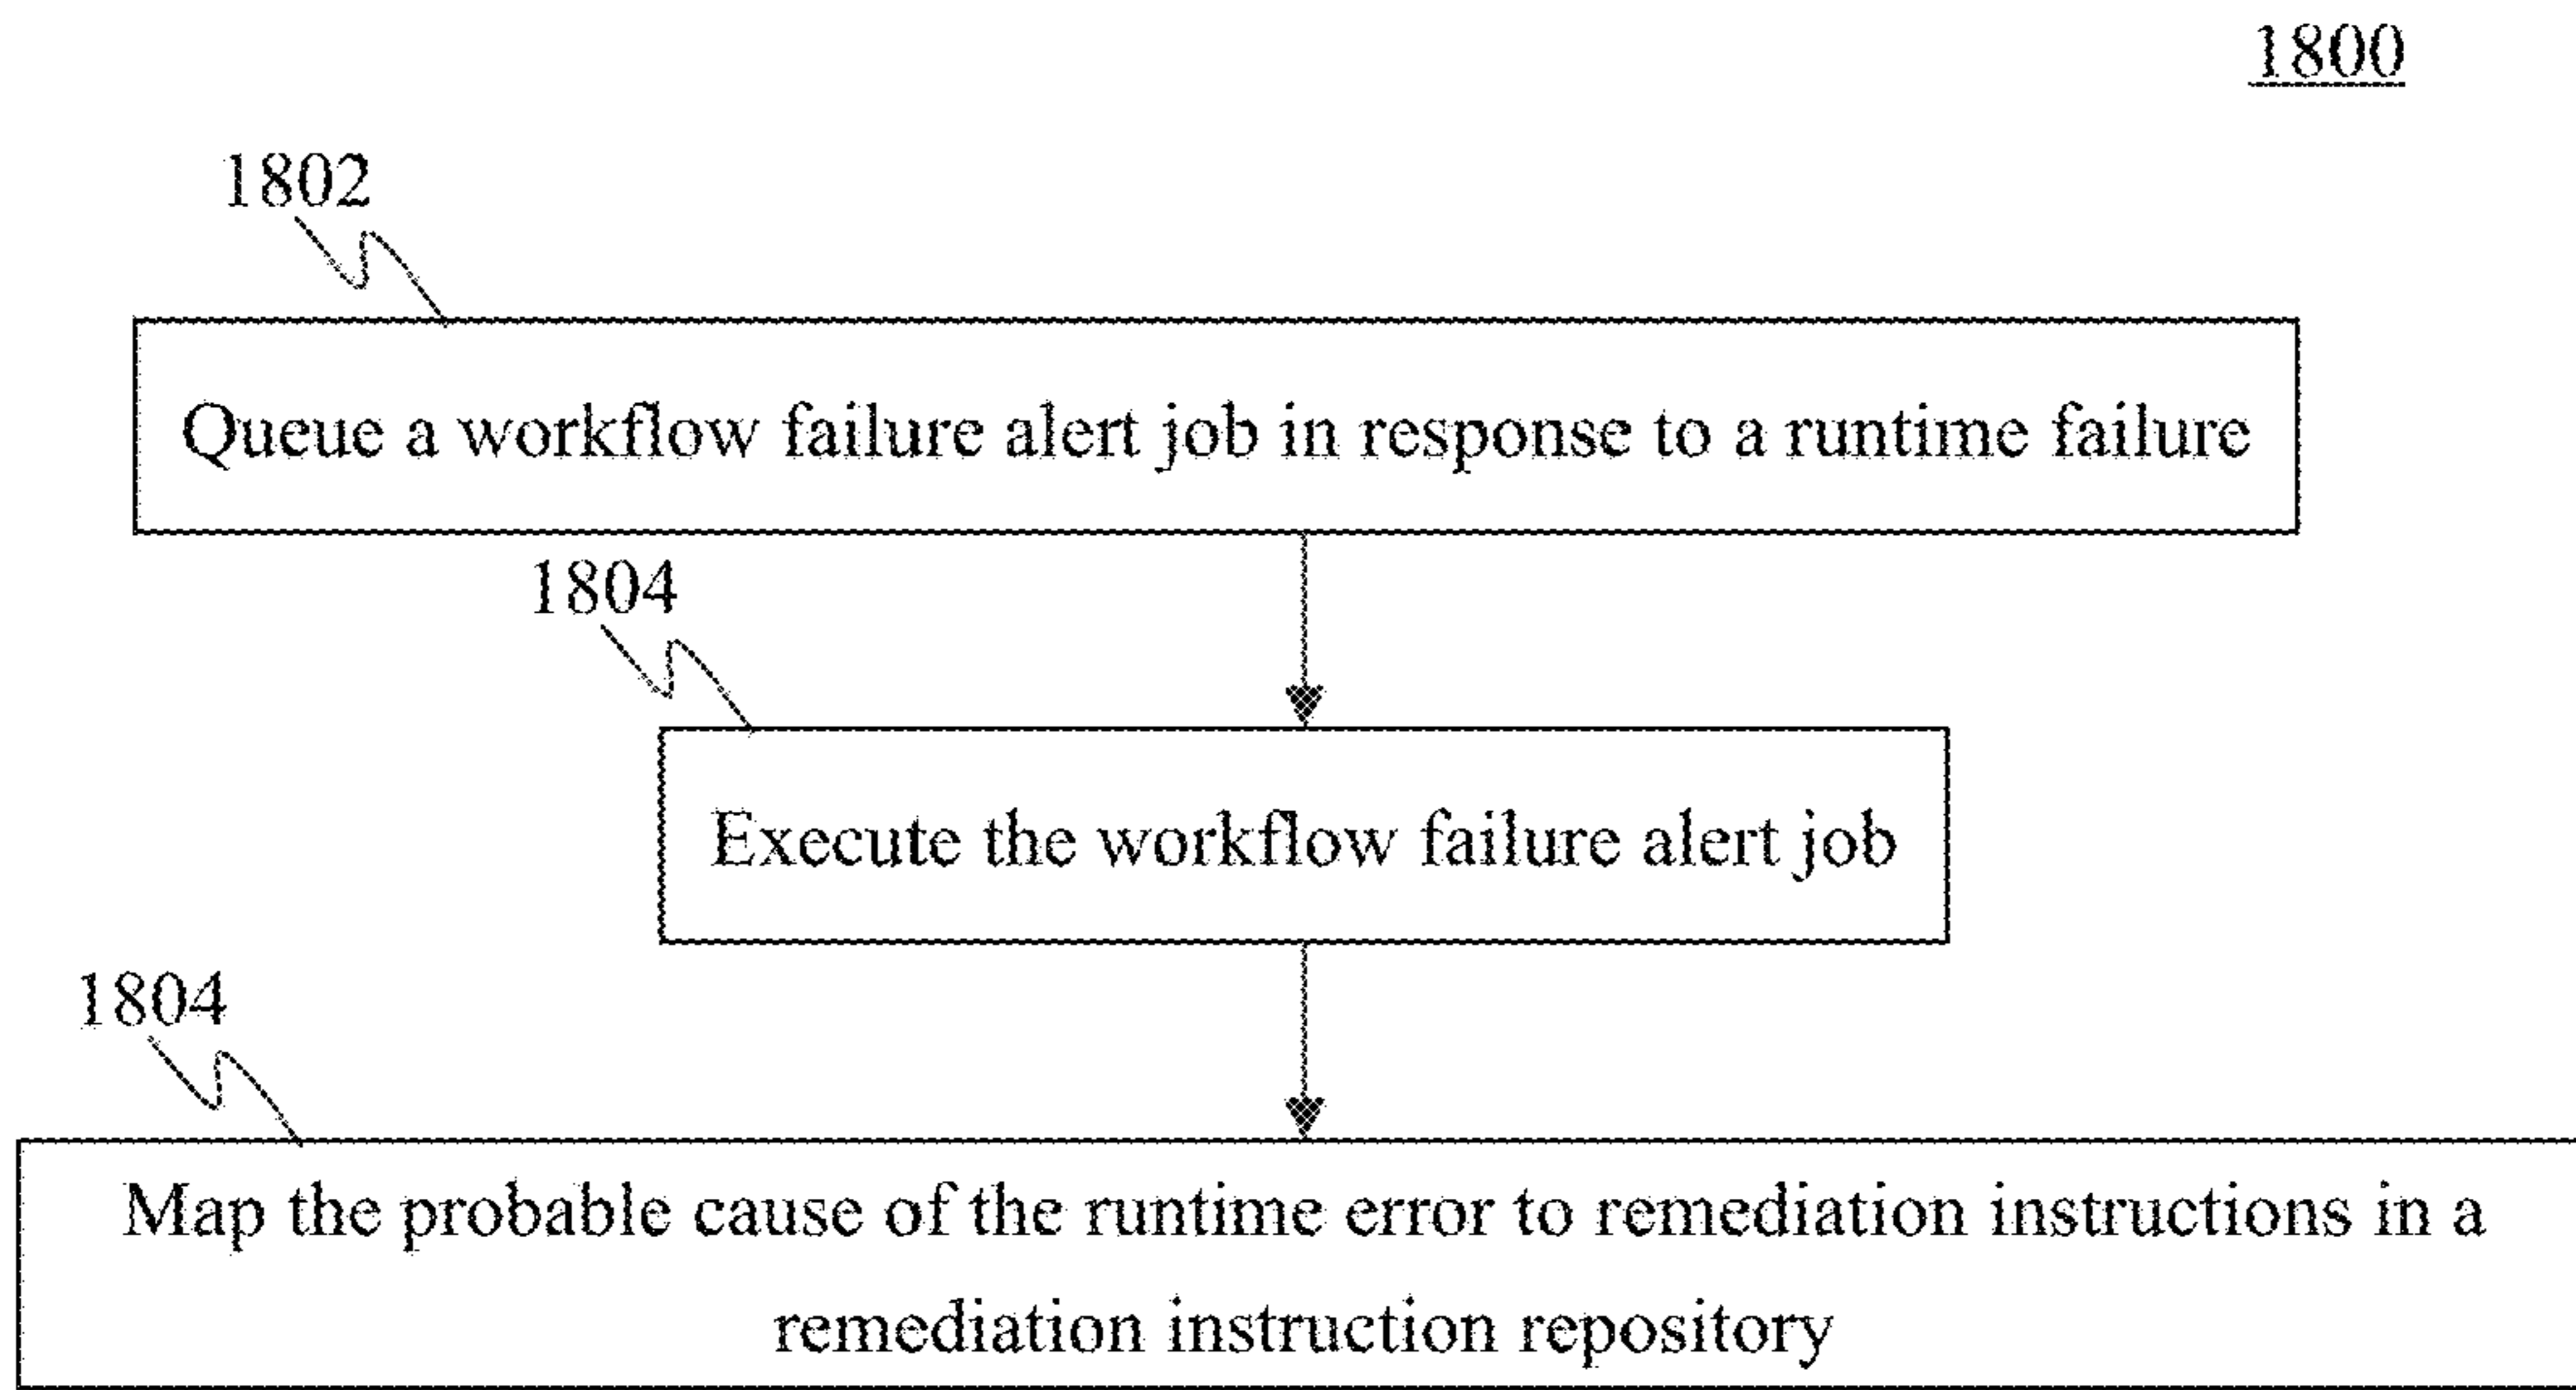 1800
1802
Queue a workflow failure alert job in response to a runtime failure
1804
Execute the workflow failure alert job
1804
Map the probable cause of the runtime error to remediation instructions in a
remediation instruction repository